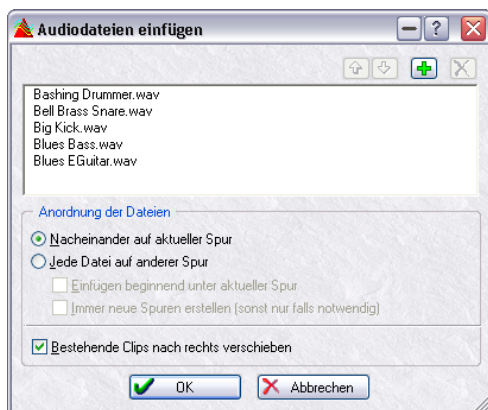 Audiodateien einfügen
Bashing Drummer.wav
Bell Brass Snare.wav
Big Kick.wav
Blues Bass.wav
Blues EGuitar.wav
Anordnung der Dateien
Nacheinander auf aktueller Spur
Jede Datei auf anderer Spur
Einfügen beginnend unter aktueller Spur
Immer neue Spuren erstellen (sonst nur falls notwendig)
Bestehende Clips nach rechts verschieben
OK
Abbrechen